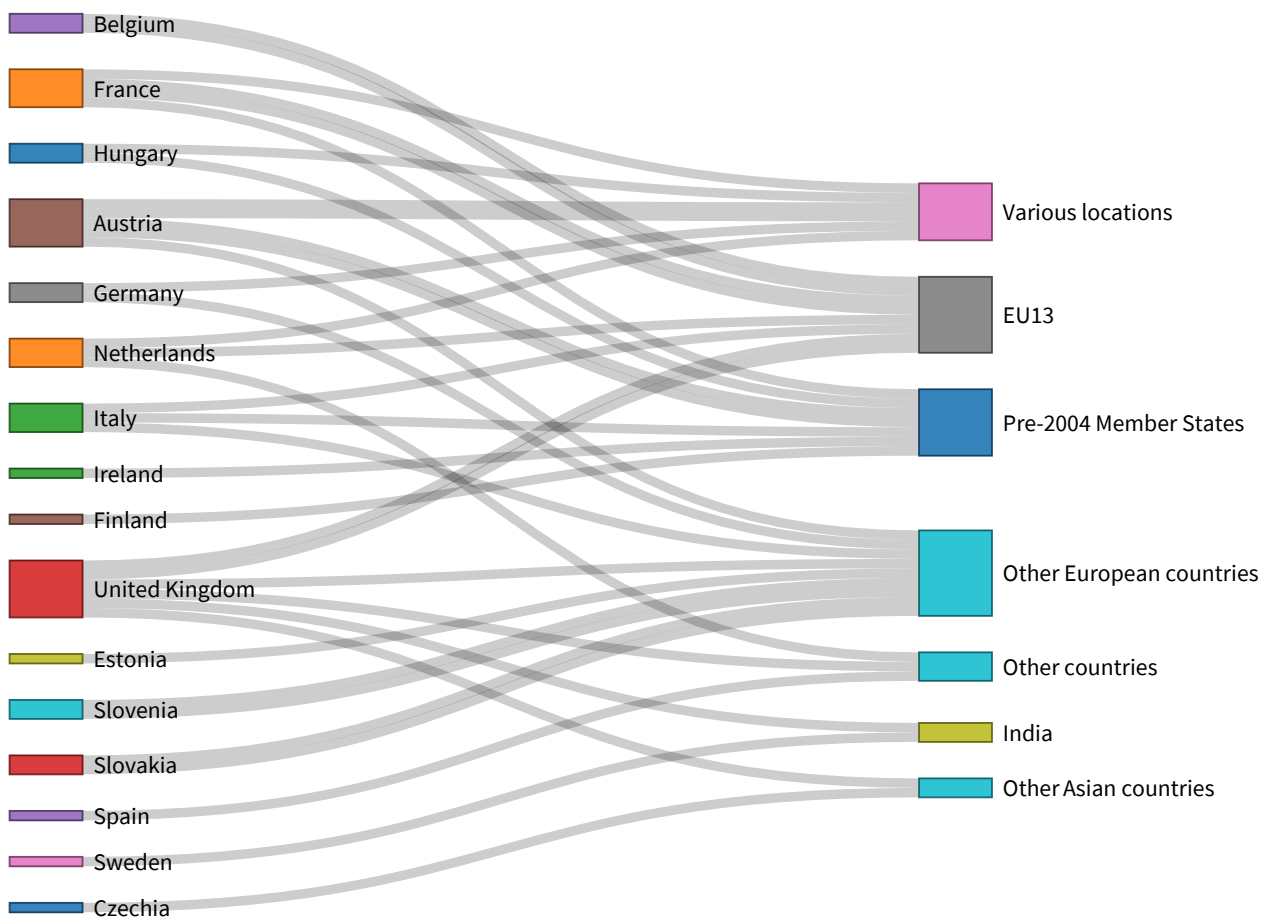 Belgium
France
Hungary
Austria
Germany
Netherlands
Italy
Ireland
Finland
United Kingdom
Estonia
Slovenia
Slovakia
Spain
Sweden
Czechia
Various locations
EU13
Pre-2004 Member States
Other European countries
Other countries
India
Other Asian countries